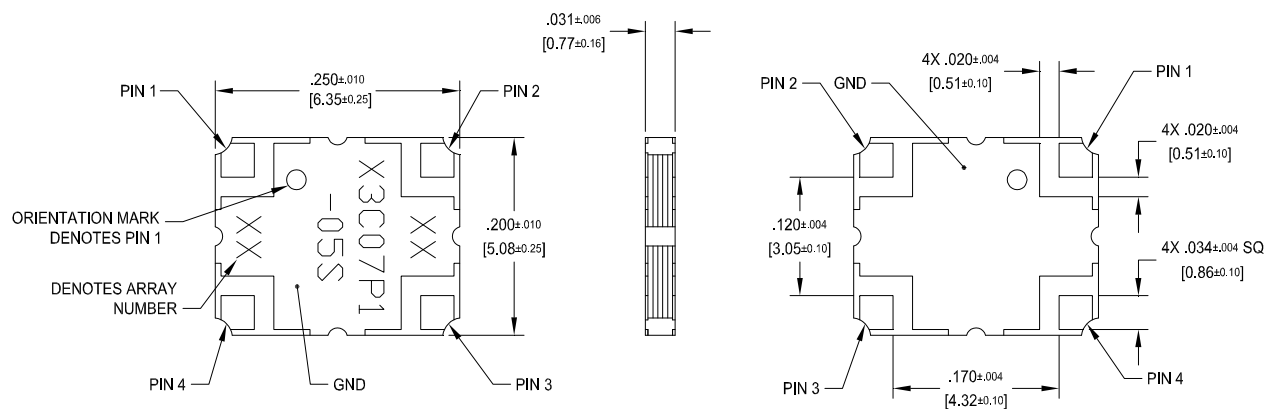 .031±.006
[0.77±0.16]
.250±.010
[6.35±0.25]
PIN 1
PIN 2
ORIENTATION MARK
DENOTES PIN 1
DENOTES ARRAY
NUMBER
XX
X3C07P1
-05S
XX
.200±.010
[5.08±0.25]
PIN 4
GND
PIN 3
4X .020±.004
[0.51±0.10]
PIN 2
GND
PIN 1
4X .020±.004
[0.51±0.10]
.120±.004
[3.05±0.10]
4X .034±.004 SQ
[0.86±0.10]
PIN 3
.170±.004
[4.32±0.10]
PIN 4